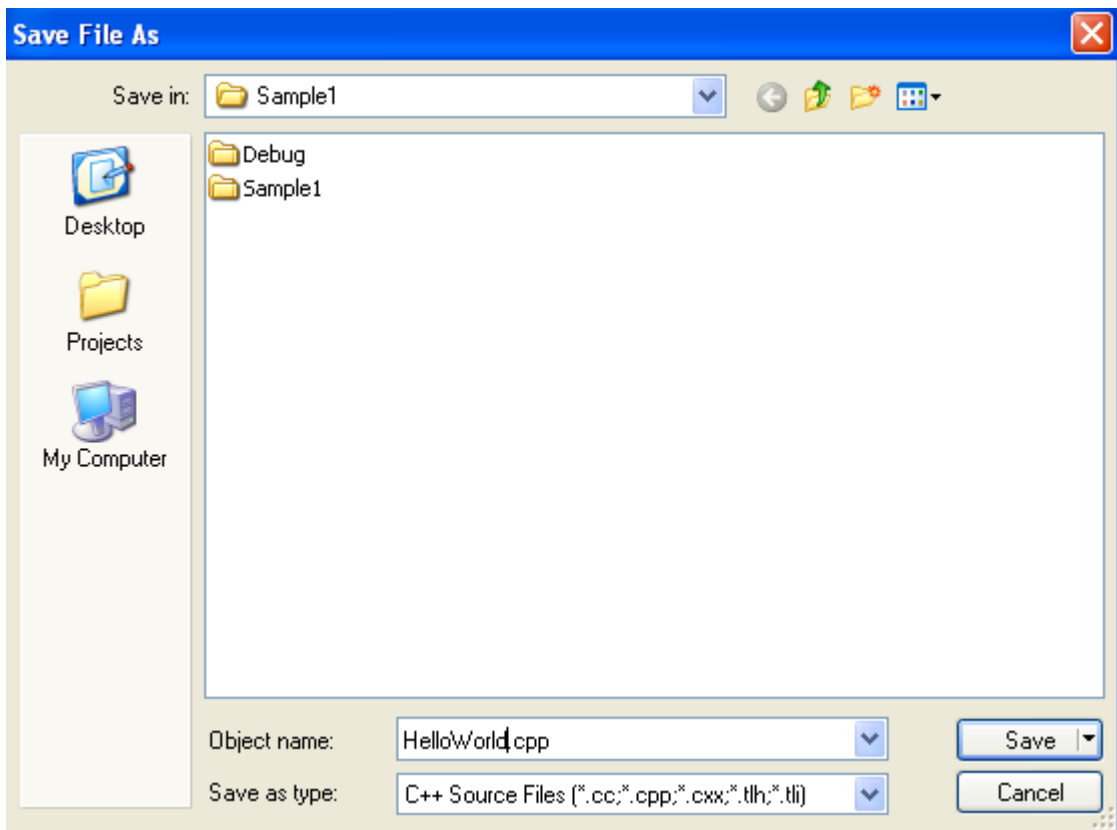 Save File As
Save in: Sample1
Debug
Sample1
Desktop
Projects
My Computer
Object name: HelloWorld.cpp Save
Save as type: C++ Source Files (*.cc;*.cpp;*.cxx;*.tlh;*.tli) Cancel